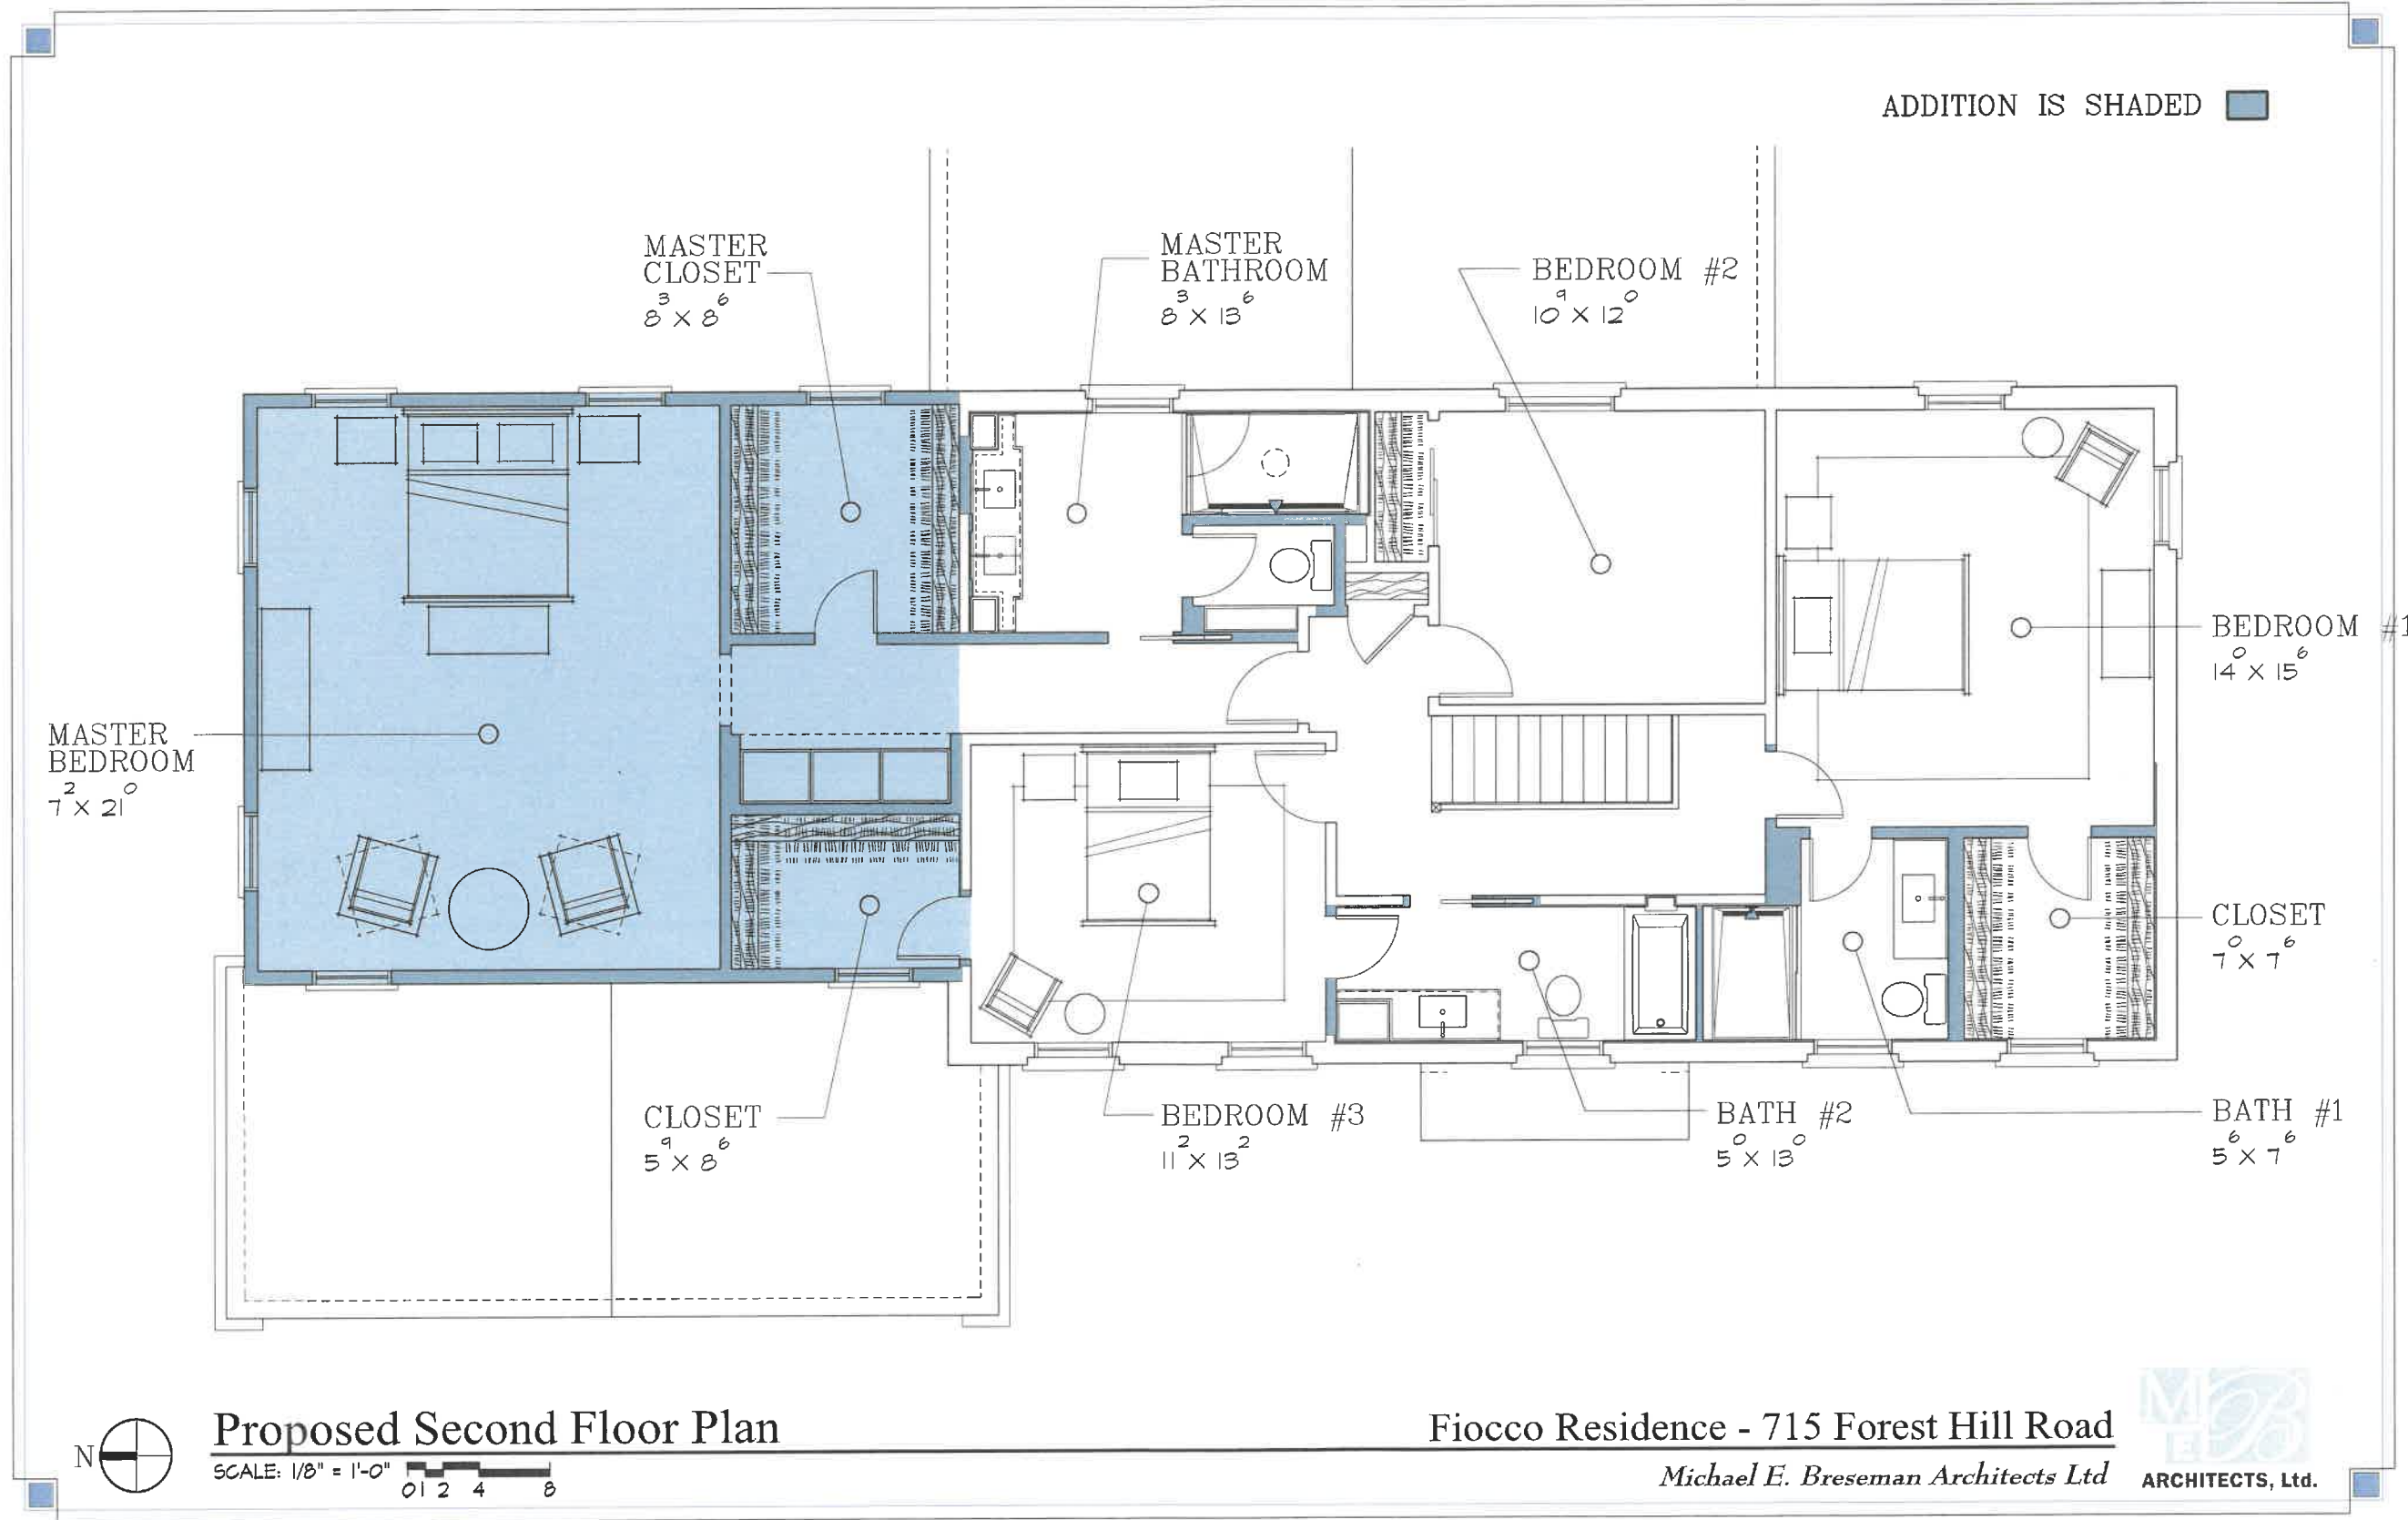 ADDITION IS SHADED
MASTER
CLOSET
8³ X 8⁶
MASTER
BATHROOM
8³ X 13⁶
BEDROOM #2
10⁹ X 12⁰
BEDROOM #1
14⁰ X 15⁶
MASTER
BEDROOM
7² X 21⁰
CLOSET
7⁰ X 7⁶
CLOSET
5⁹ X 8⁶
BEDROOM #3
11² X 13²
BATH #2
5⁰ X 13⁰
BATH #1
5⁶ X 7⁶
N
Proposed Second Floor Plan
SCALE: 1/8" = 1'-0"
0 1 2 4 8
Fiocco Residence - 715 Forest Hill Road
Michael E. Breseman Architects Ltd
MEB
ARCHITECTS, Ltd.